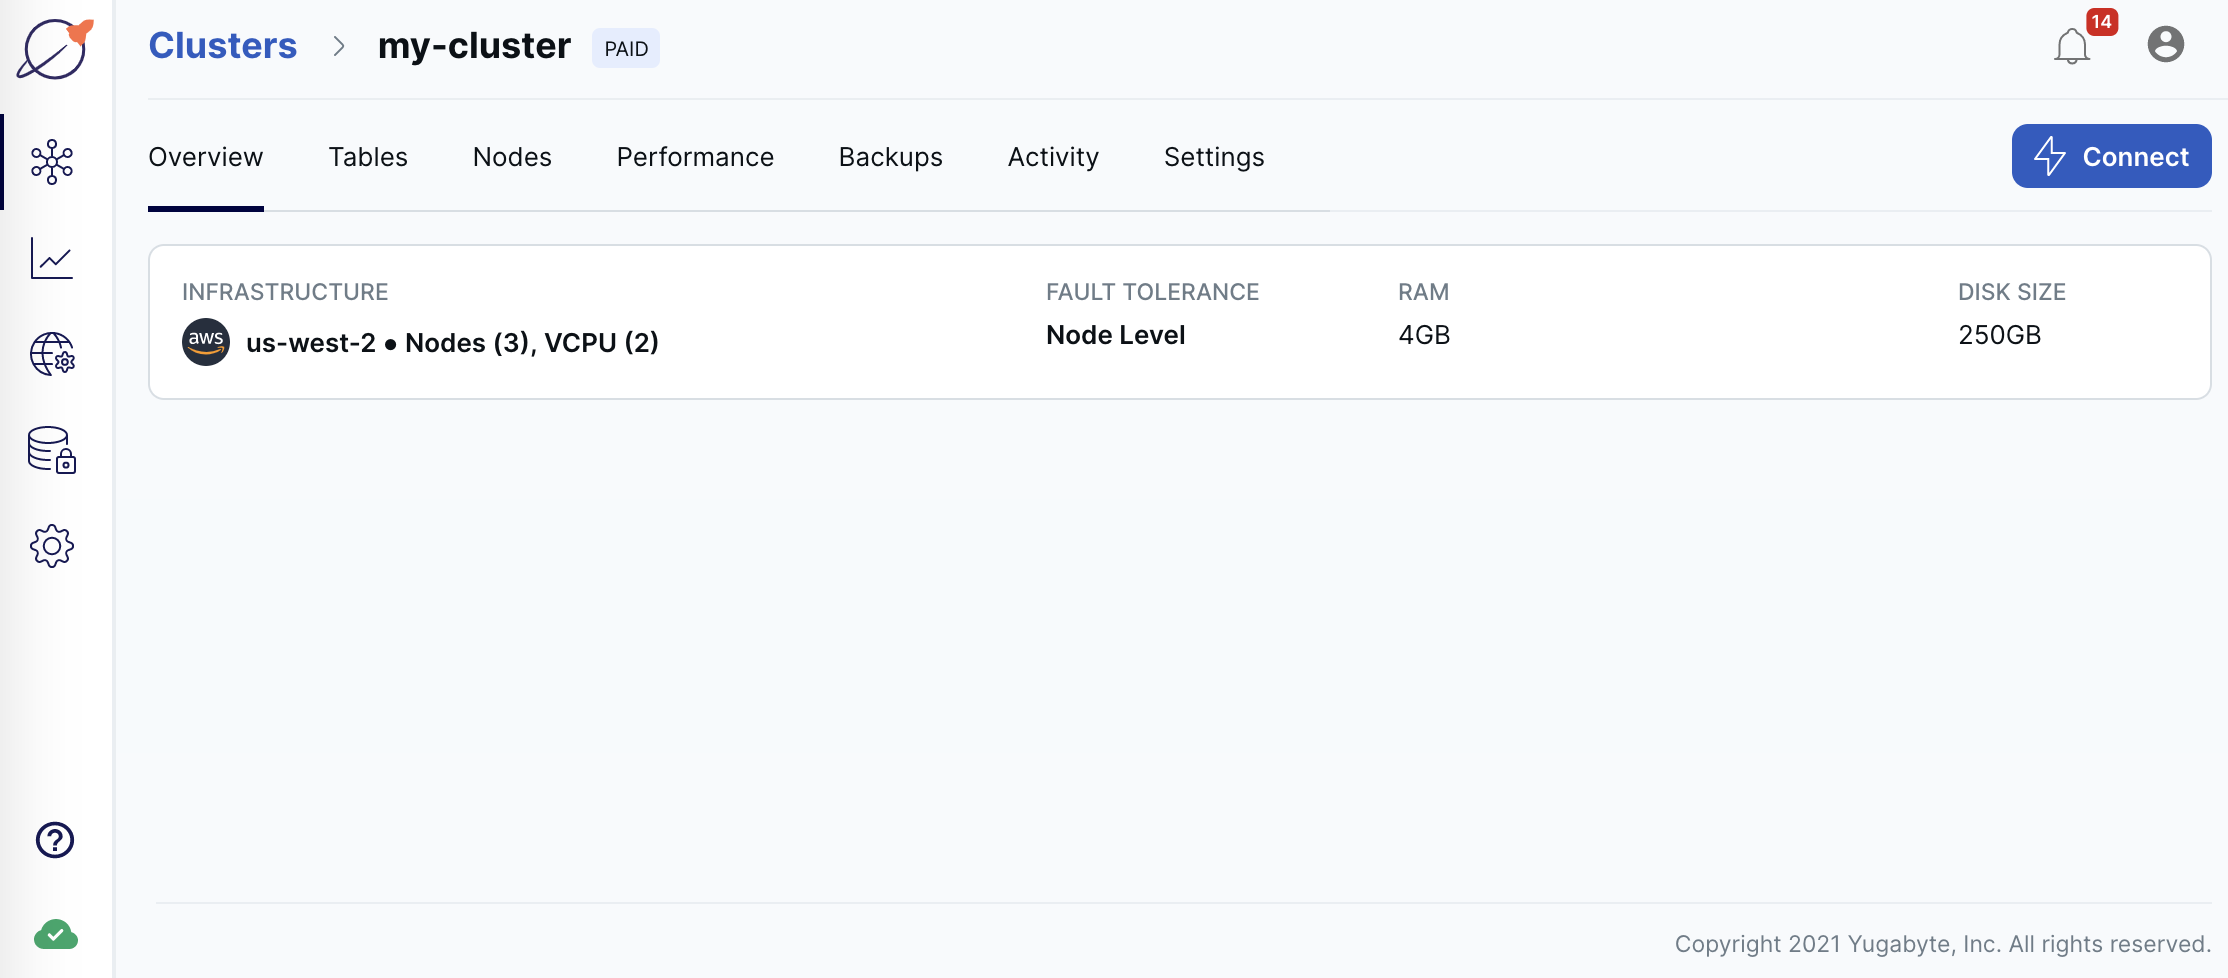 Clusters > my-cluster PAID
14
Overview Tables Nodes Performance Backups Activity Settings
Connect
INFRASTRUCTURE FAULT TOLERANCE RAM DISK SIZE
aws us-west-2 ● Nodes (3), VCPU (2) Node Level 4GB 250GB
Copyright 2021 Yugabyte, Inc. All rights reserved.